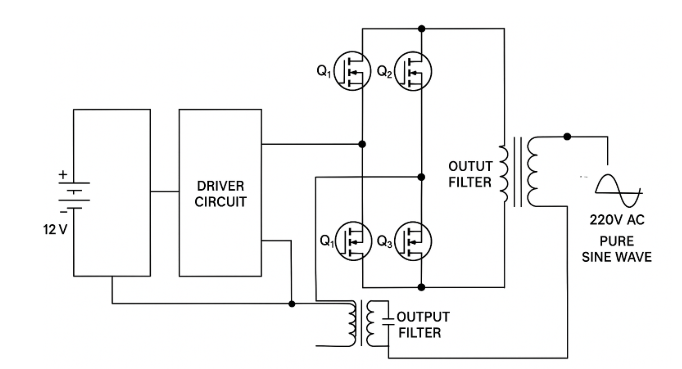 Q1
Q2
+
−
12 V
DRIVER
CIRCUIT
OUTUT
FILTER
220V AC
PURE
SINE WAVE
Q1
Q3
OUTPUT
FILTER